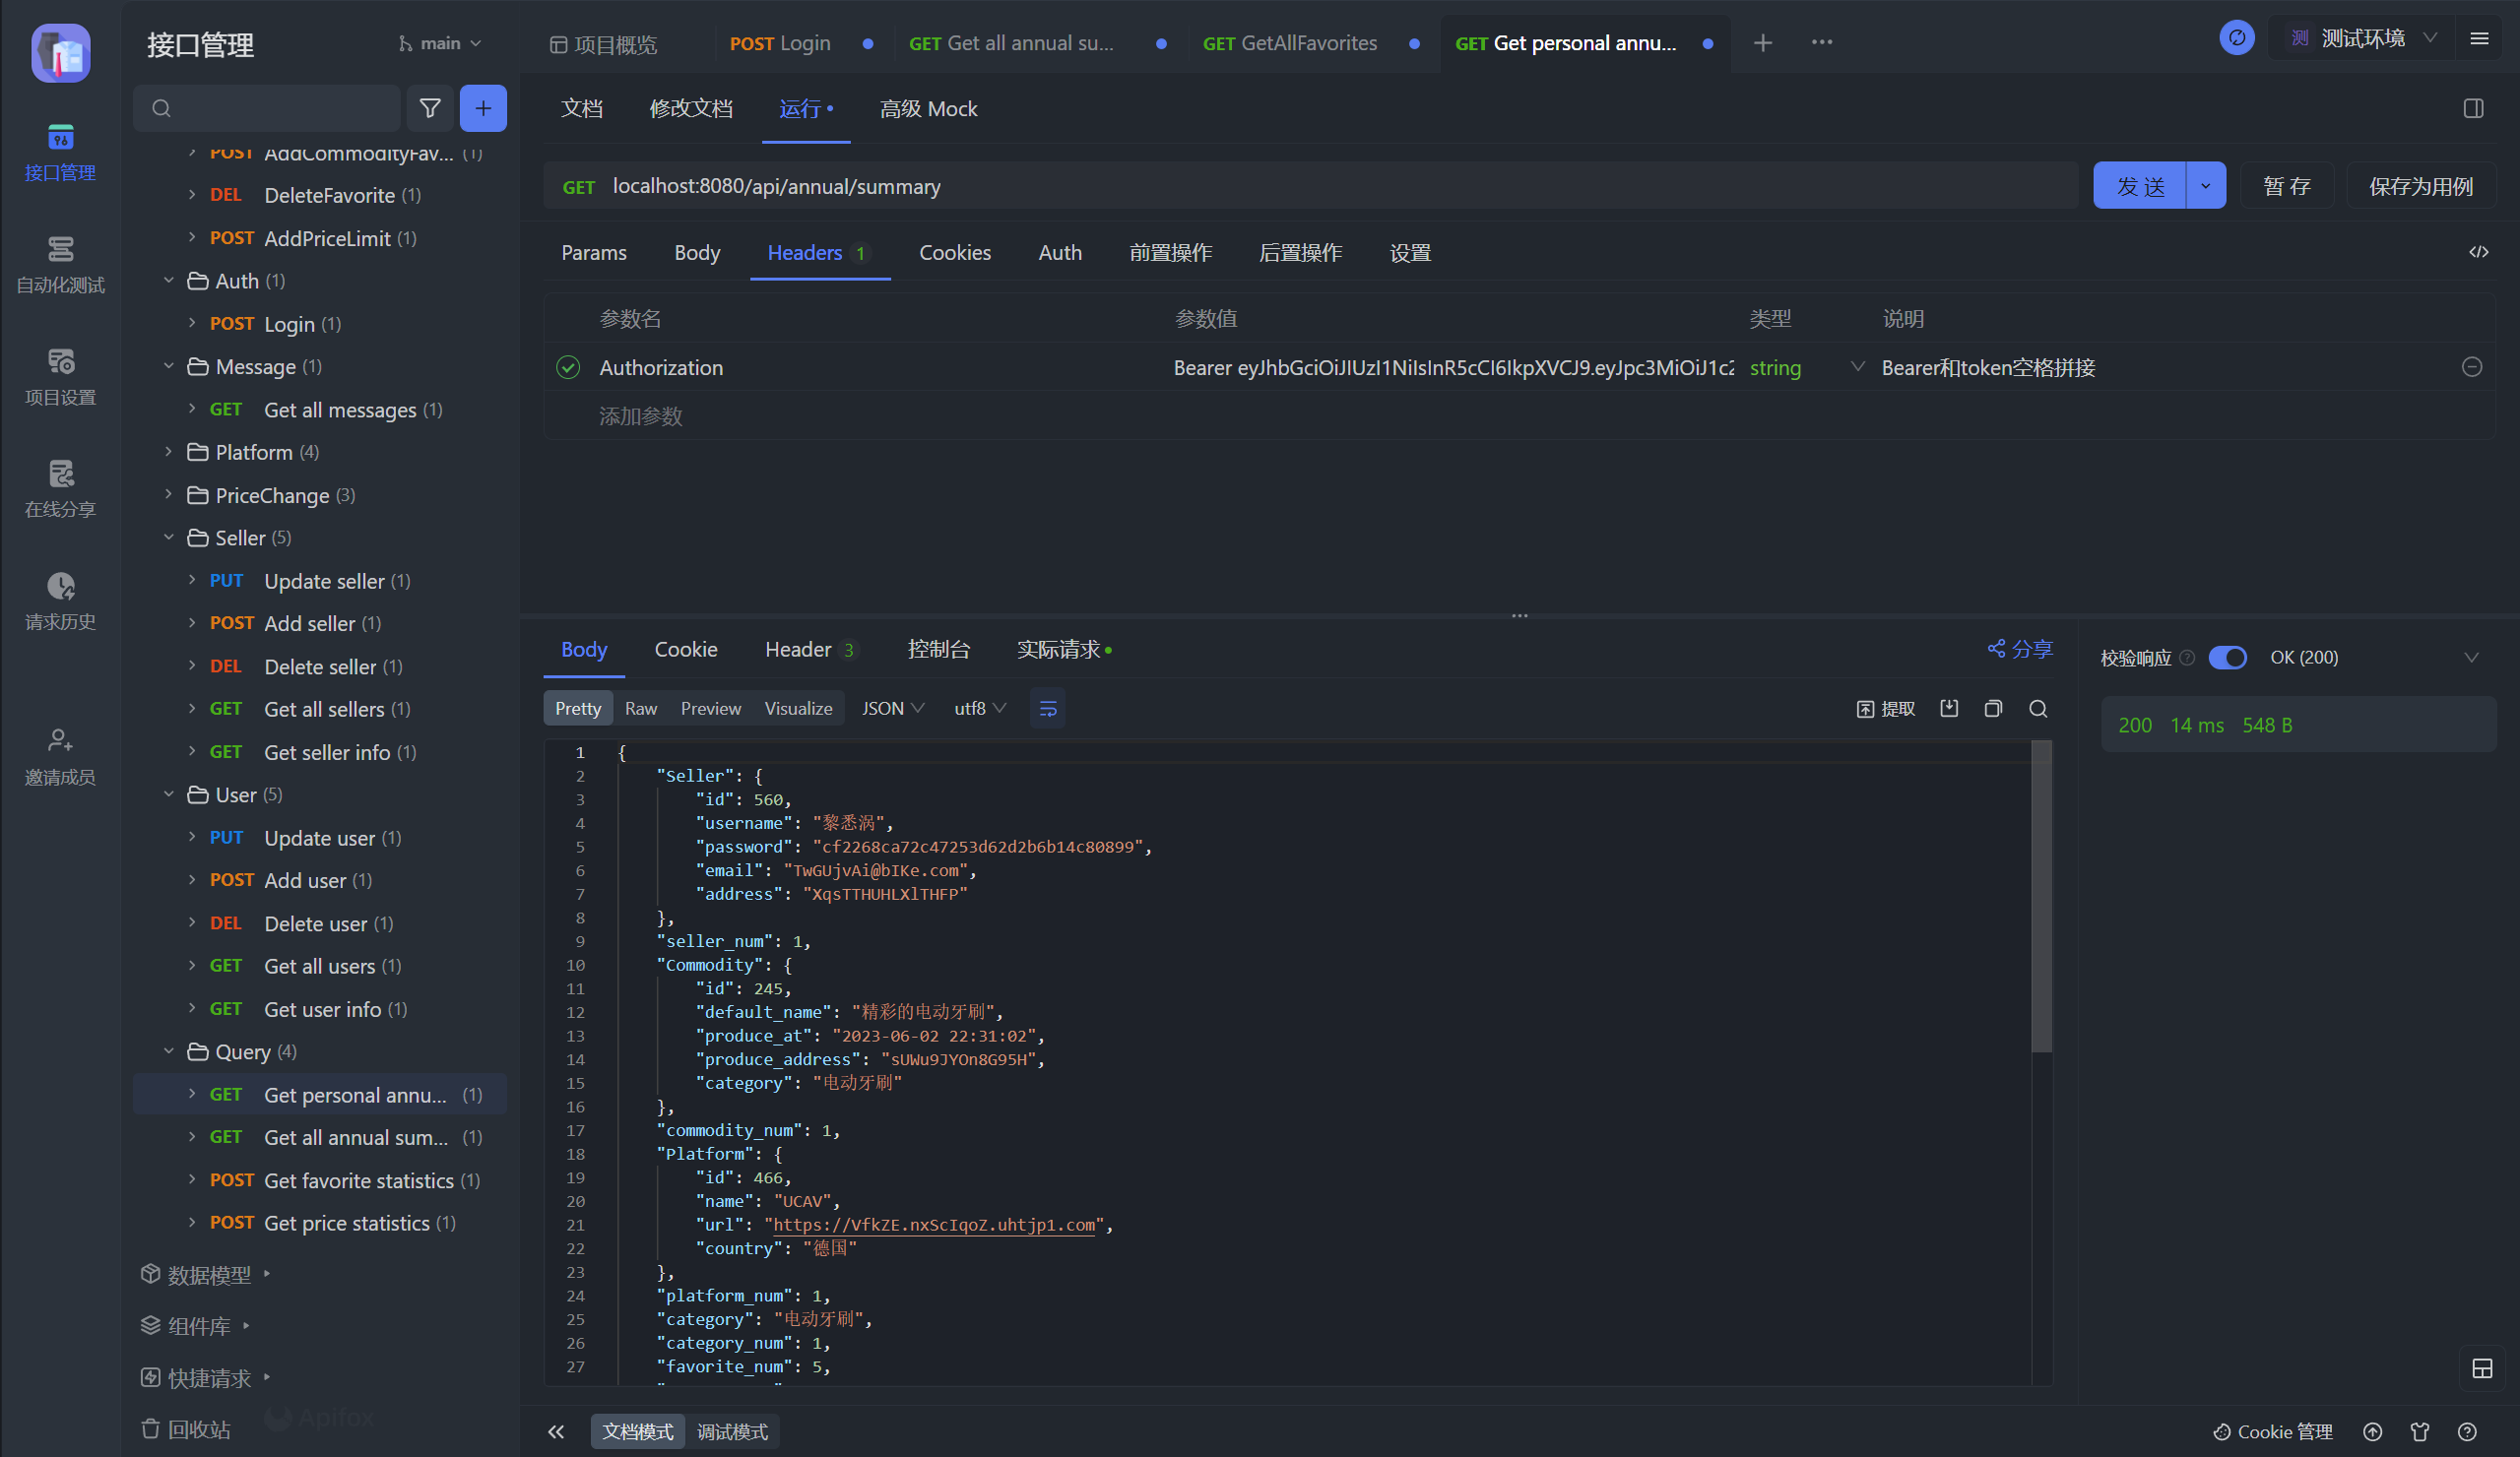 接口管理
自动化测试
项目设置
在线分享
请求历史
邀请成员
接口管理
main
POST AddCommodityFav... (1)
DEL DeleteFavorite (1)
POST AddPriceLimit (1)
Auth (1)
POST Login (1)
Message (1)
GET Get all messages (1)
Platform (4)
PriceChange (3)
Seller (5)
PUT Update seller (1)
POST Add seller (1)
DEL Delete seller (1)
GET Get all sellers (1)
GET Get seller info (1)
User (5)
PUT Update user (1)
POST Add user (1)
DEL Delete user (1)
GET Get all users (1)
GET Get user info (1)
Query (4)
GET Get personal annu... (1)
GET Get all annual sum... (1)
POST Get favorite statistics (1)
POST Get price statistics (1)
数据模型
组件库
快捷请求
回收站
Apifox
项目概览
POST Login
GET Get all annual su...
GET GetAllFavorites
GET Get personal annu...
测 测试环境
文档 修改文档 运行 高级 Mock
GET localhost:8080/api/annual/summary
发 送
暂 存
保存为用例
Params Body Headers 1 Cookies Auth 前置操作 后置操作 设置
参数名 参数值 类型 说明
Authorization Bearer eyJhbGciOiJIUzI1NiIsInR5cCI6IkpXVCJ9.eyJpc3MiOiJ1c2 string Bearer和token空格拼接
添加参数
Body Cookie Header 3 控制台 实际请求
分享
Pretty Raw Preview Visualize JSON utf8
提取
1 {
2 "Seller": {
3 "id": 560,
4 "username": "黎悉涡",
5 "password": "cf2268ca72c47253d62d2b6b14c80899",
6 "email": "TwGUjvAi@bIKe.com",
7 "address": "XqsTTHUHLXlTHFP"
8 },
9 "seller_num": 1,
10 "Commodity": {
11 "id": 245,
12 "default_name": "精彩的电动牙刷",
13 "produce_at": "2023-06-02 22:31:02",
14 "produce_address": "sUWu9JYOn8G95H",
15 "category": "电动牙刷"
16 },
17 "commodity_num": 1,
18 "Platform": {
19 "id": 466,
20 "name": "UCAV",
21 "url": "https://VfkZE.nxScIqoZ.uhtjp1.com",
22 "country": "德国"
23 },
24 "platform_num": 1,
25 "category": "电动牙刷",
26 "category_num": 1,
27 "favorite_num": 5,
校验响应 OK (200)
200 14 ms 548 B
文档模式 调试模式
Cookie 管理